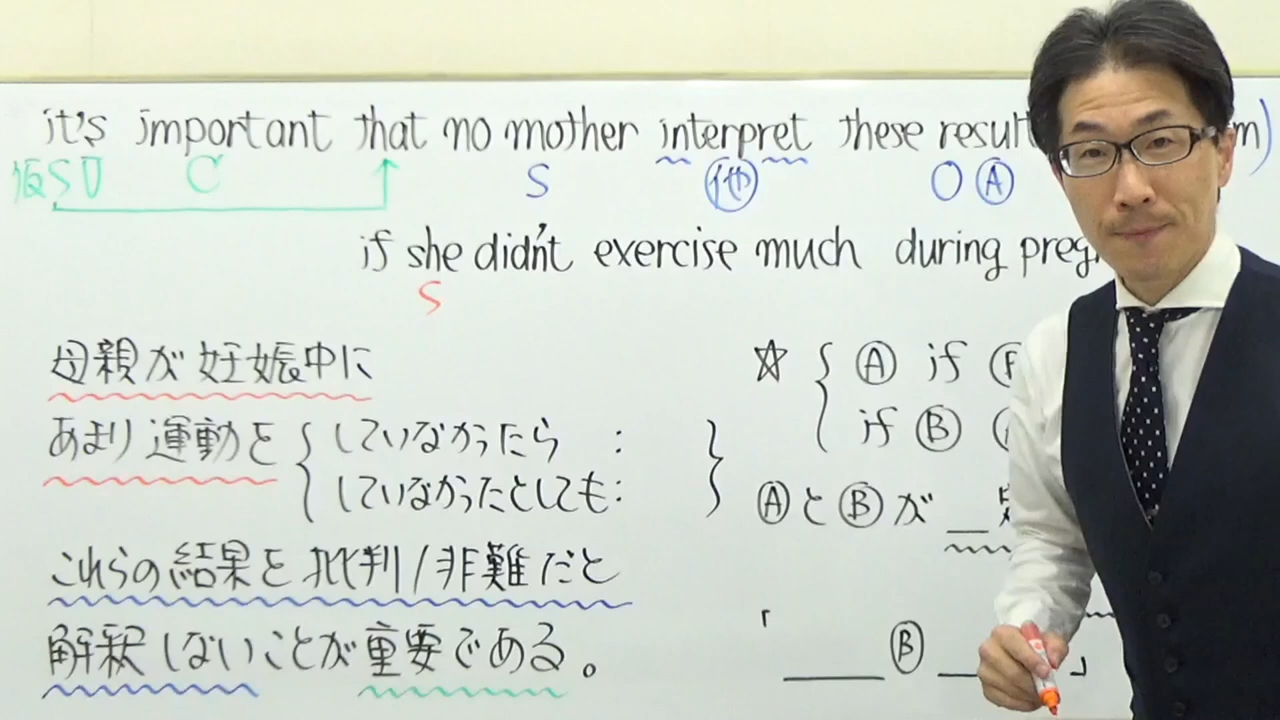 it's important that no mother interpret these result m)
仮S V C S 他 O A
if she didn't exercise much during preg
S
母親が妊娠中に
あまり運動を{していなかったら :
していなかったとしても: }
これらの結果を批判/非難だと
解釈しないことが重要である。
☆{ Ⓐ if
if Ⓑ
ⒶとⒷが__
「____Ⓑ__」